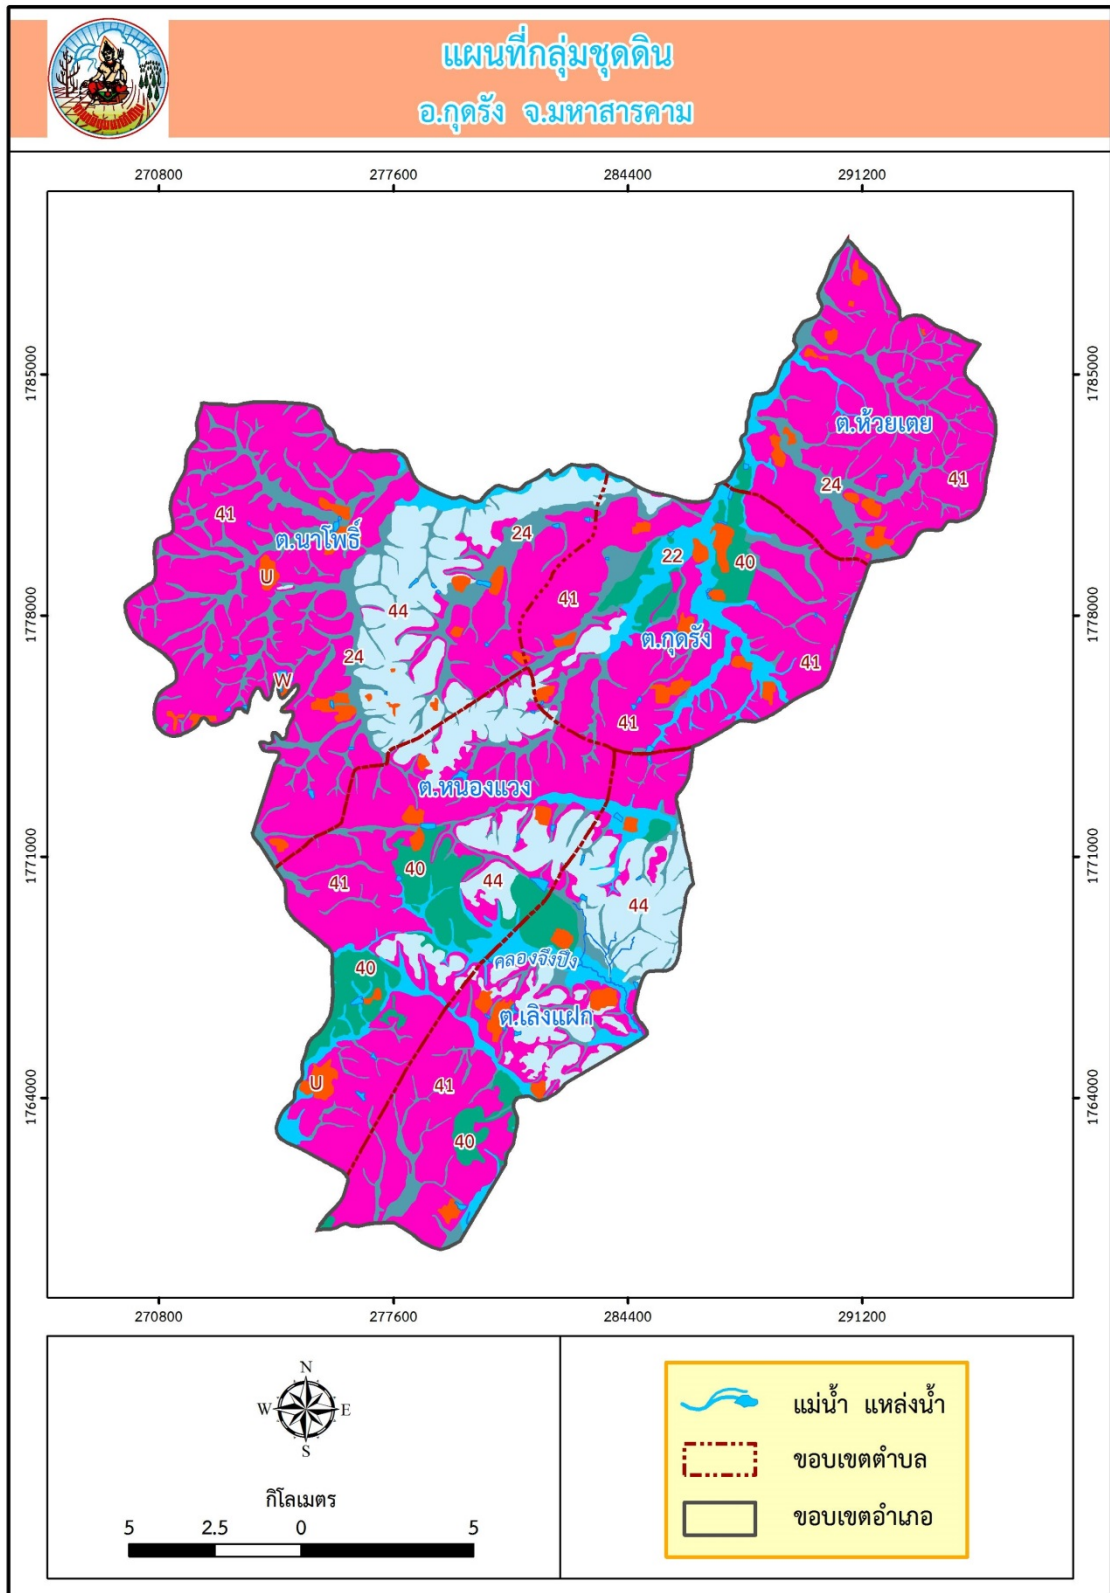 แผนที่กลุ่มชุดดิน
อ.กุดรัง จ.มหาสารคาม
270800 277600 284400 291200
1785000 1785000
ต.ห้วยเตย
41 24 41
ต.นาโพธิ์
24
22 40
U
44 41
1778000 1778000
ต.กุดรัง
24 41
W
41
ต.หนองแวง
1771000 1771000
41 40 44 44
คลองจึงปึง
40
ต.เลิงแฝก
U 41
1764000 1764000
40
270800 277600 284400 291200
N
W E
S
กิโลเมตร
5 2.5 0 5
แม่น้ำ แหล่งน้ำ
ขอบเขตตำบล
ขอบเขตอำเภอ